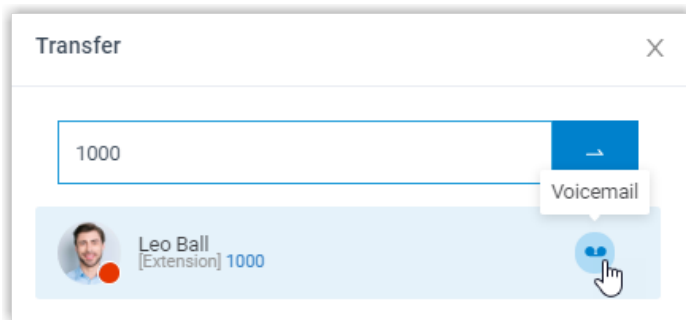 Transfer
1000
Voicemail
Leo Ball
[Extension] 1000